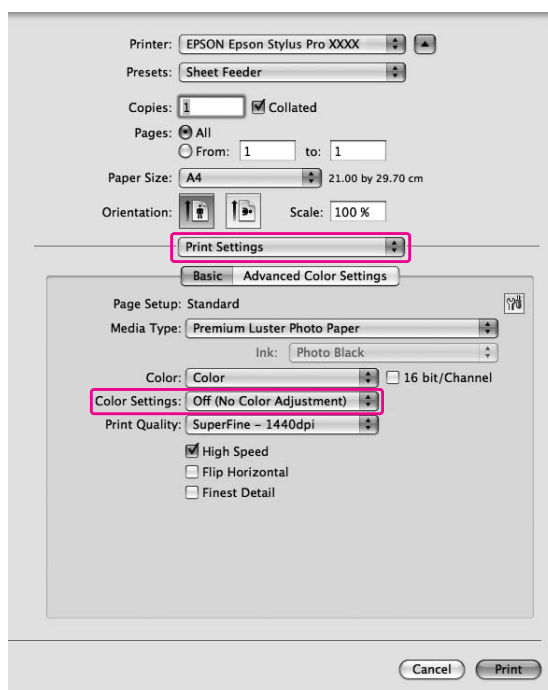 Printer: EPSON Epson Stylus Pro XXXX
Presets: Sheet Feeder
Copies: 1 Collated
Pages: All
From: 1 to: 1
Paper Size: A4 21.00 by 29.70 cm
Orientation: Scale: 100 %
Print Settings
Basic Advanced Color Settings
Page Setup: Standard
Media Type: Premium Luster Photo Paper
Ink: Photo Black
Color: Color 16 bit/Channel
Color Settings: Off (No Color Adjustment)
Print Quality: SuperFine – 1440dpi
High Speed
Flip Horizontal
Finest Detail
Cancel Print